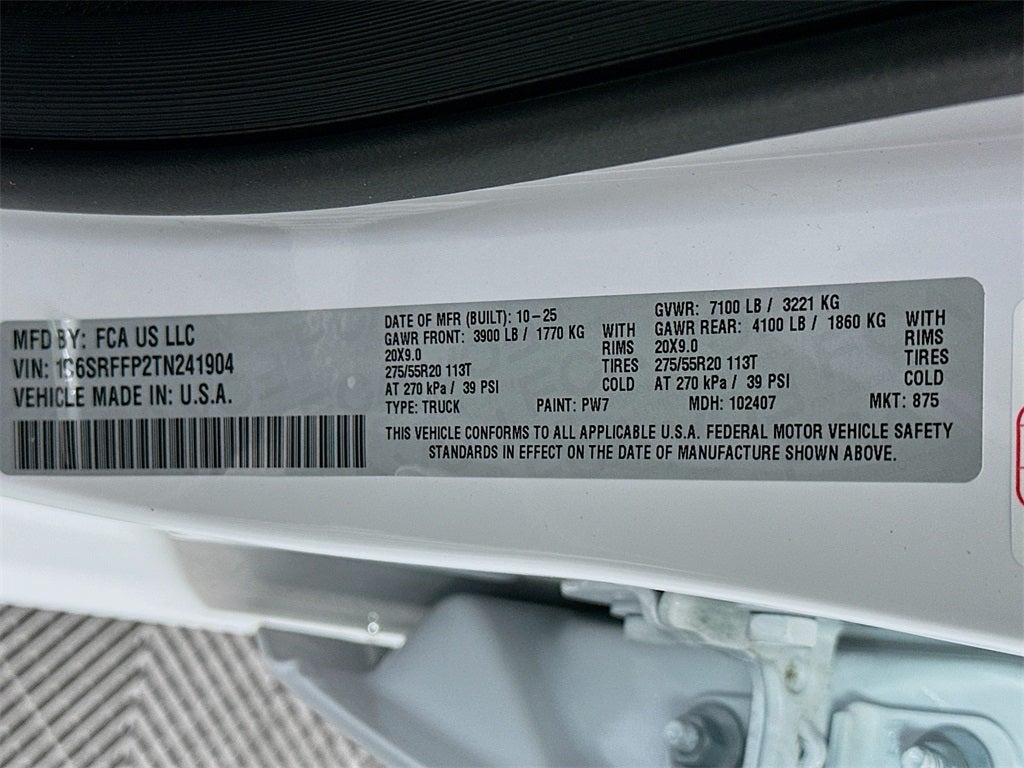 MFD BY: FCA US LLC
VIN: 1C6SRFFP2TN241904
VEHICLE MADE IN: U.S.A.
DATE OF MFR (BUILT): 10-25
GAWR FRONT: 3900 LB / 1770 KG WITH
20X9.0 RIMS
275/55R20 113T TIRES
AT 270 kPa / 39 PSI COLD
GVWR: 7100 LB / 3221 KG
GAWR REAR: 4100 LB / 1860 KG WITH
20X9.0 RIMS
275/55R20 113T TIRES
AT 270 kPa / 39 PSI COLD
TYPE: TRUCK PAINT: PW7 MDH: 102407 MKT: 875
THIS VEHICLE CONFORMS TO ALL APPLICABLE U.S.A. FEDERAL MOTOR VEHICLE SAFETY
STANDARDS IN EFFECT ON THE DATE OF MANUFACTURE SHOWN ABOVE.